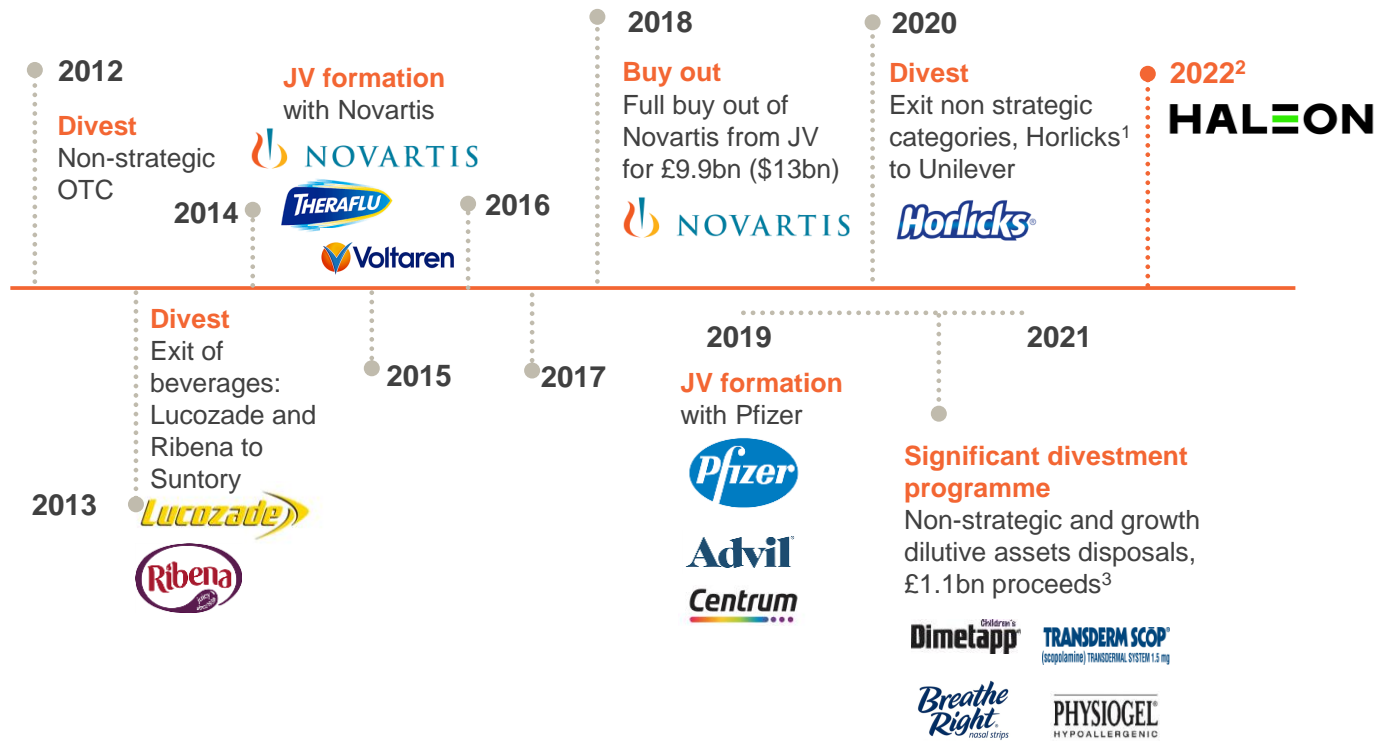 2012
Divest
Non-strategic
OTC
2013
Divest
Exit of
beverages:
Lucozade and
Ribena to
Suntory
Lucozade
Ribena
2014
JV formation
with Novartis
NOVARTIS
THERAFLU
Voltaren
2015
2016
2017
2018
Buy out
Full buy out of
Novartis from JV
for £9.9bn ($13bn)
NOVARTIS
2019
JV formation
with Pfizer
Pfizer
Advil
Centrum
2020
Divest
Exit non strategic
categories, Horlicks¹
to Unilever
Horlicks®
2021
Significant divestment
programme
Non-strategic and growth
dilutive assets disposals,
£1.1bn proceeds³
Children's
Dimetapp
TRANSDERM SCŌP®
(scopolamine) TRANSDERMAL SYSTEM 1.5 mg
Breathe
Right
nasal strips
PHYSIOGEL®
HYPOALLERGENIC
2022²
HALEON